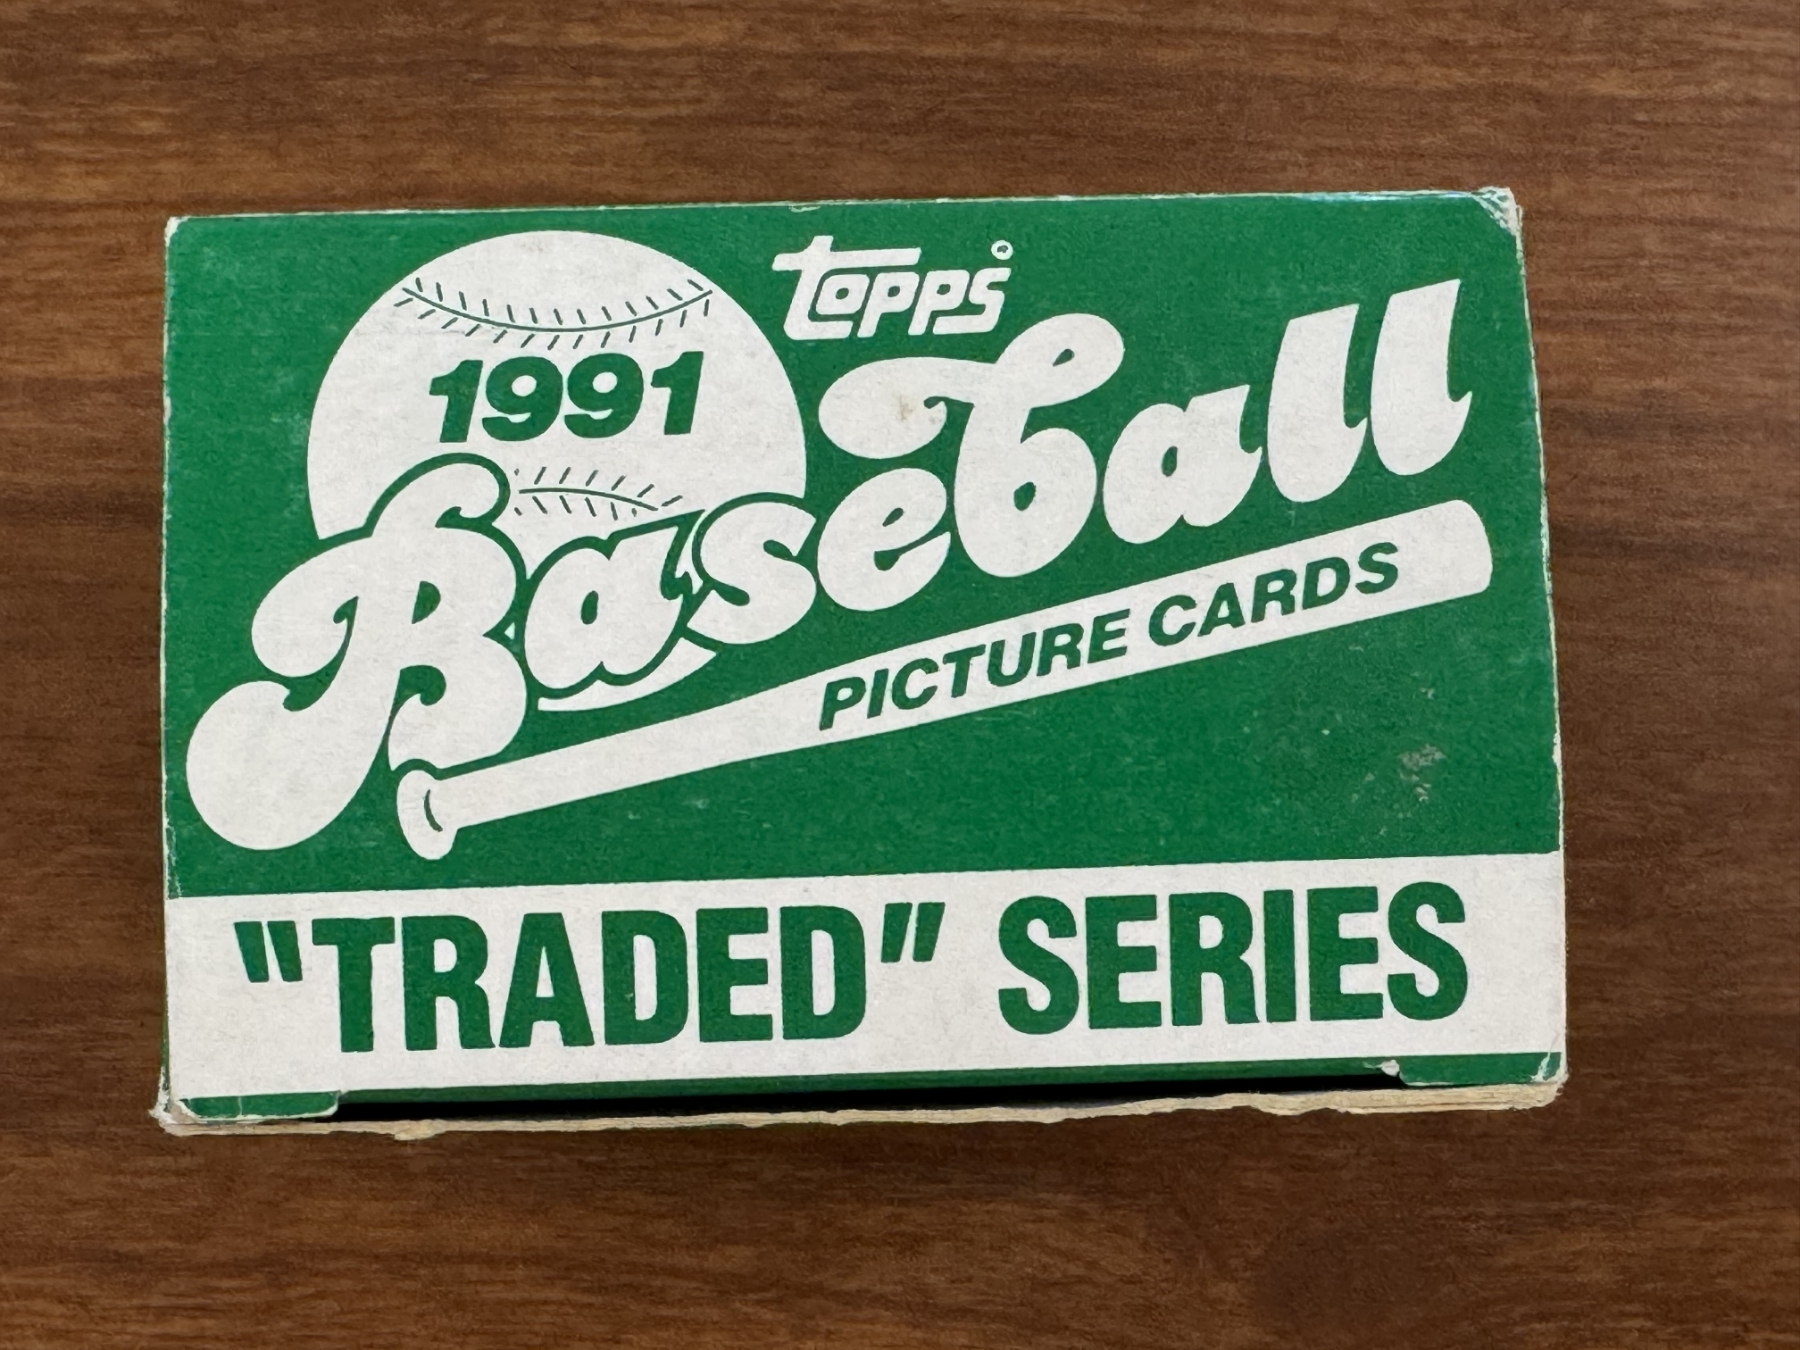 topps®
1991
Baseball
PICTURE CARDS
"TRADED" SERIES